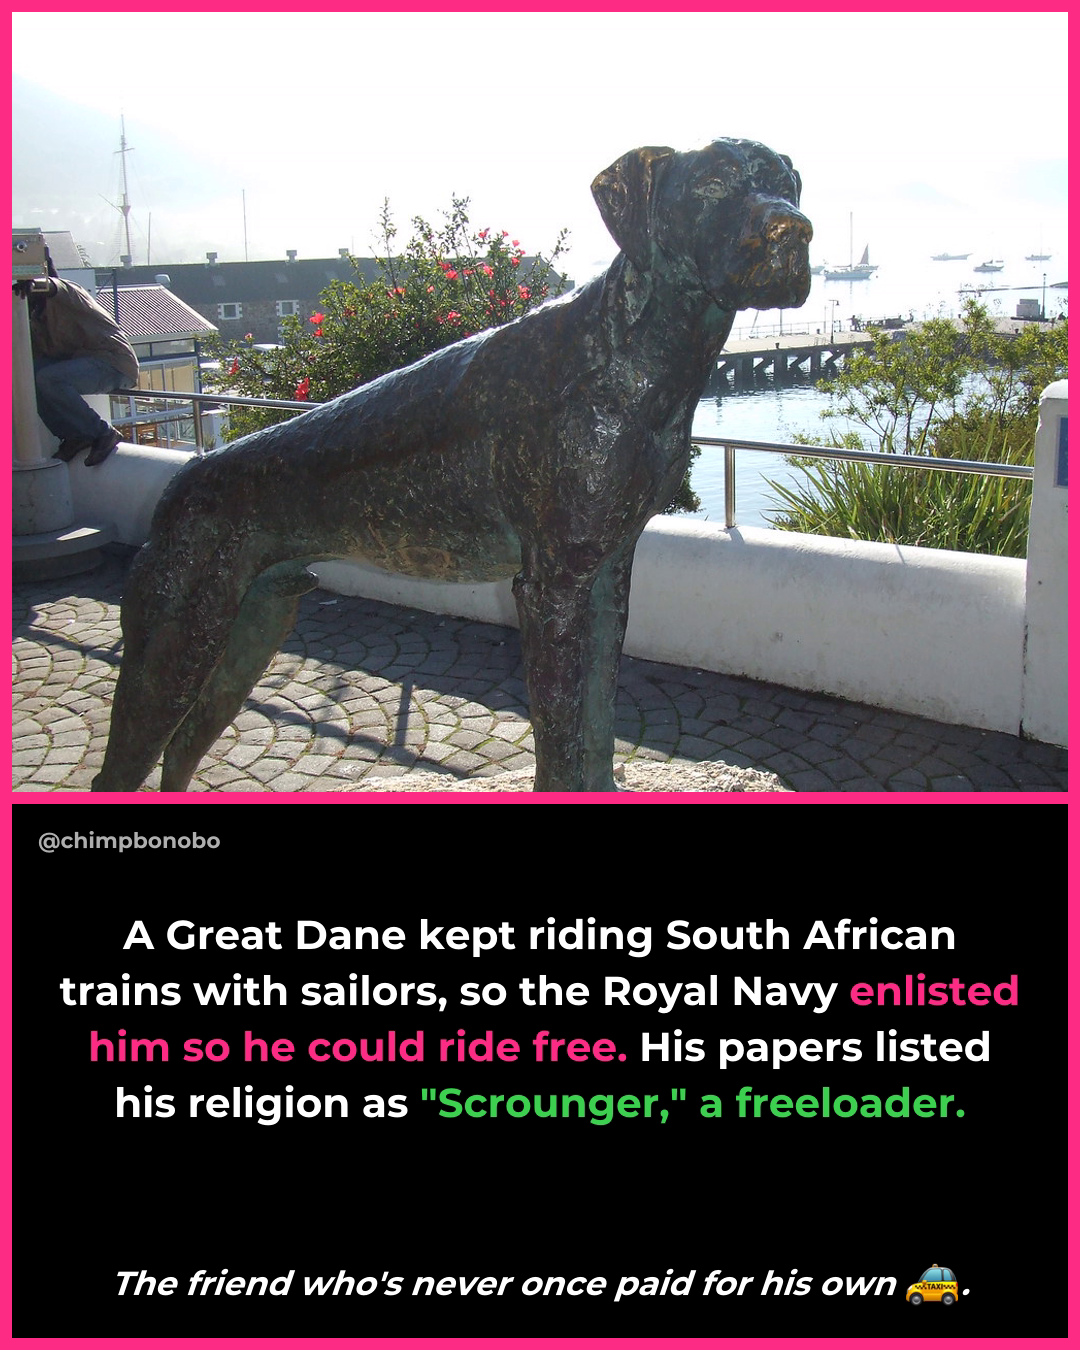 @chimpbonobo
A Great Dane kept riding South African
trains with sailors, so the Royal Navy enlisted
him so he could ride free. His papers listed
his religion as "Scrounger," a freeloader.
The friend who's never once paid for his own 🚕.